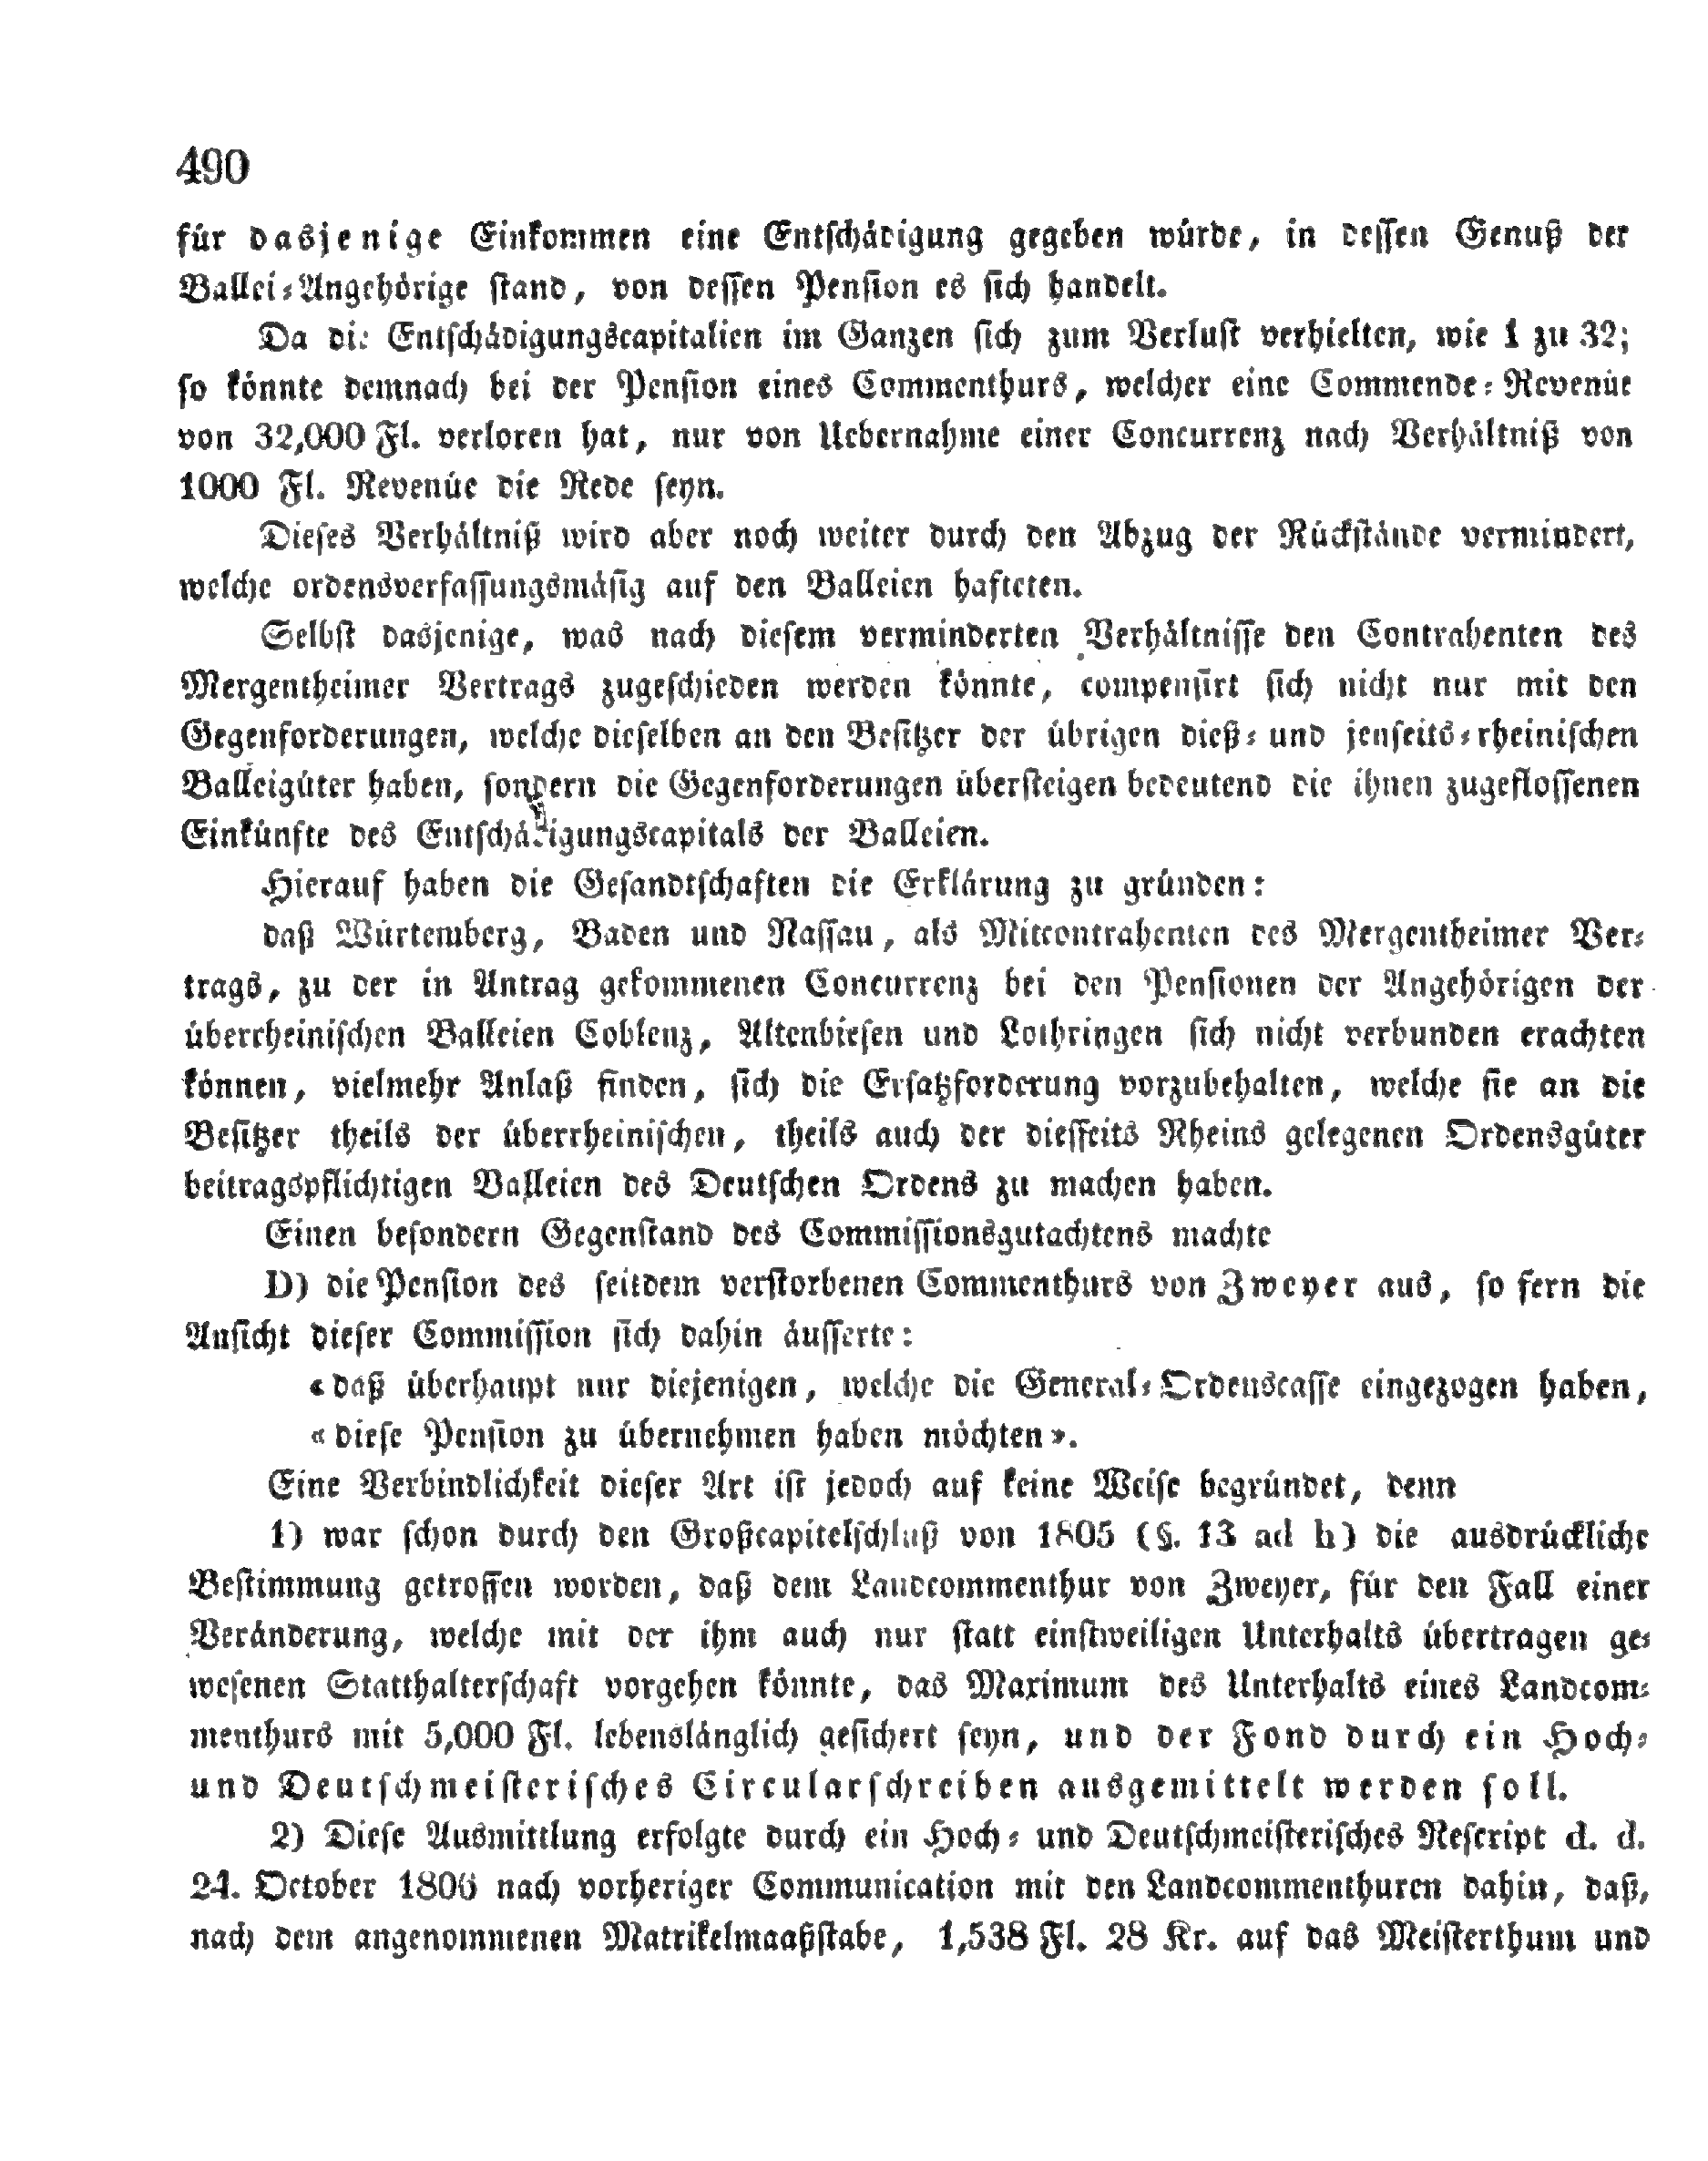 490
für dasjenige Einkommen eine Entschädigung gegeben würde, in dessen Genuß der
Ballei-Angehörige stand, von dessen Pension es sich handelt.
Da die Entschädigungscapitalien im Ganzen sich zum Verlust verhielten, wie 1 zu 32;
so könnte demnach bei der Pension eines Commenthurs, welcher eine Commende-Revenüe
von 32,000 Fl. verloren hat, nur von Uebernahme einer Concurrenz nach Verhältniß von
1000 Fl. Revenüe die Rede seyn.
Dieses Verhältniß wird aber noch weiter durch den Abzug der Rückstände vermindert,
welche ordensverfassungsmäsig auf den Balleien hafteten.
Selbst dasjenige, was nach diesem verminderten Verhältnisse den Contrahenten des
Mergentheimer Vertrags zugeschieden werden könnte, compensirt sich nicht nur mit den
Gegenforderungen, welche dieselben an den Besitzer der übrigen dieß- und jenseits-rheinischen
Balleigüter haben, sondern die Gegenforderungen übersteigen bedeutend die ihnen zugeflossenen
Einkünfte des Entschädigungscapitals der Balleien.
Hierauf haben die Gesandtschaften die Erklärung zu gründen:
daß Würtemberg, Baden und Nassau, als Mitcontrahenten des Mergentheimer Ver-
trags, zu der in Antrag gekommenen Concurrenz bei den Pensionen der Angehörigen der
überrheinischen Balleien Coblenz, Altenbiesen und Lothringen sich nicht verbunden erachten
können, vielmehr Anlaß finden, sich die Ersatzforderung vorzubehalten, welche sie an die
Besitzer theils der überrheinischen, theils auch der diesseits Rheins gelegenen Ordensgüter
beitragspflichtigen Balleien des Deutschen Ordens zu machen haben.
Einen besondern Gegenstand des Commissionsgutachtens machte
D) die Pension des seitdem verstorbenen Commenthurs von Zweyer aus, so fern die
Ansicht dieser Commission sich dahin äusserte:
«daß überhaupt nur diejenigen, welche die General-Ordenscasse eingezogen haben,
«diese Pension zu übernehmen haben möchten».
Eine Verbindlichkeit dieser Art ist jedoch auf keine Weise begründet, denn
1) war schon durch den Großcapitelschluß von 1805 (§. 13 ad h) die ausdrückliche
Bestimmung getroffen worden, daß dem Landcommenthur von Zweyer, für den Fall einer
Veränderung, welche mit der ihm auch nur statt einstweiligen Unterhalts übertragen ge-
wesenen Statthalterschaft vorgehen könnte, das Maximum des Unterhalts eines Landcom-
menthurs mit 5,000 Fl. lebenslänglich gesichert seyn, und der Fond durch ein Hoch-
und Deutschmeisterisches Circularschreiben ausgemittelt werden soll.
2) Diese Ausmittlung erfolgte durch ein Hoch- und Deutschmeisterisches Rescript d. d.
24. October 1806 nach vorheriger Communication mit den Landcommenthuren dahin, daß,
nach dem angenommenen Matrikelmaaßstabe, 1,538 Fl. 28 Kr. auf das Meisterthum und